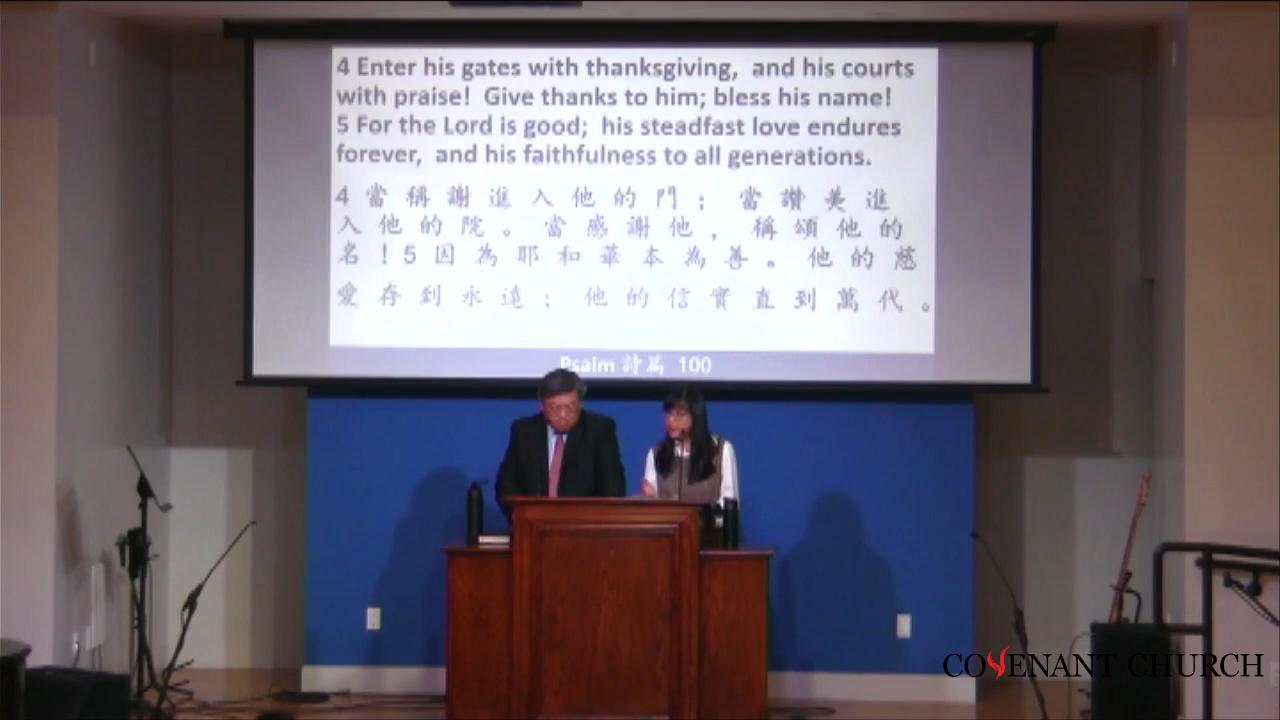 4 Enter his gates with thanksgiving, and his courts
with praise! Give thanks to him; bless his name!
5 For the Lord is good; his steadfast love endures
forever, and his faithfulness to all generations.
4 當稱謝進入他的門；當讚美進
入他的院。當感謝他，稱頌他的
名！5因為耶和華本為善。他的慈
愛存到永遠；他的信實直到萬代。
Psalm 詩篇 100
COVENANT CHURCH